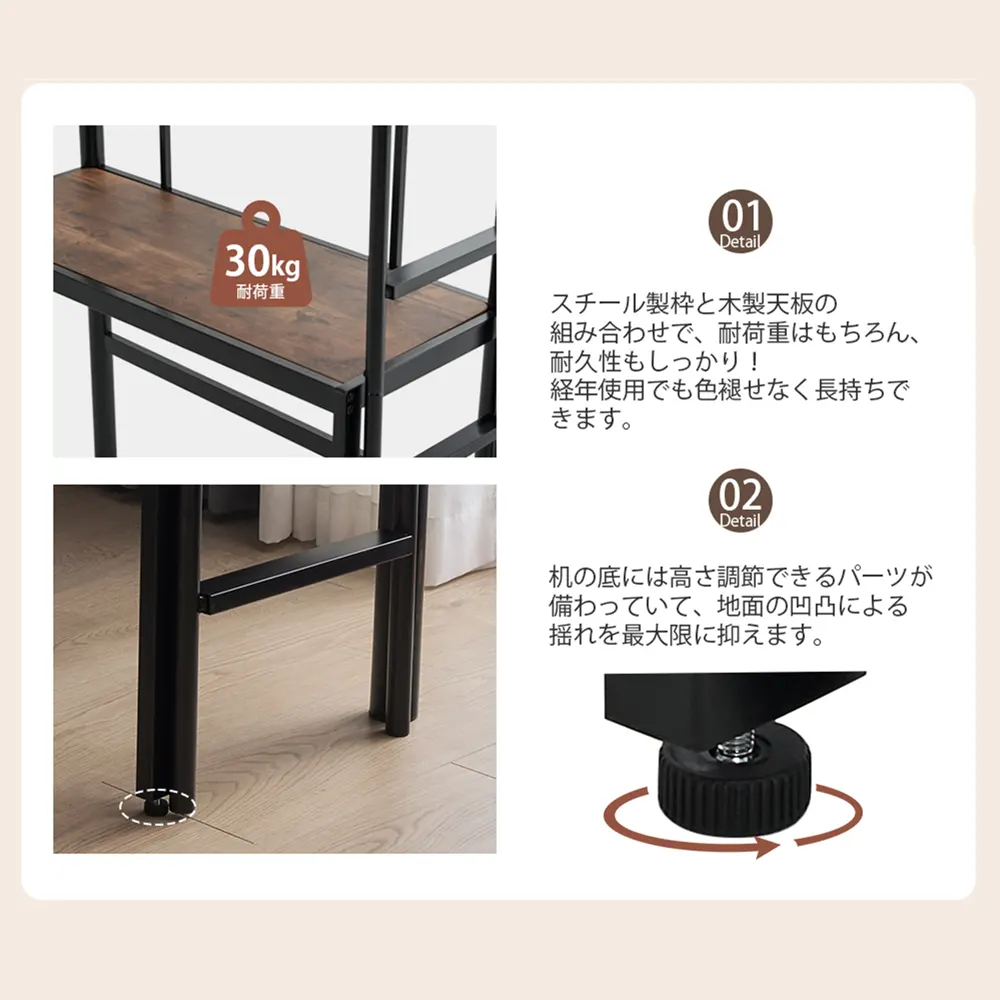 30kg
耐荷重
01
Detail
スチール製枠と木製天板の
組み合わせで、耐荷重はもちろん、
耐久性もしっかり！
経年使用でも色褪せなく長持ちで
きます。
02
Detail
机の底には高さ調節できるパーツが
備わっていて、地面の凹凸による
揺れを最大限に抑えます。